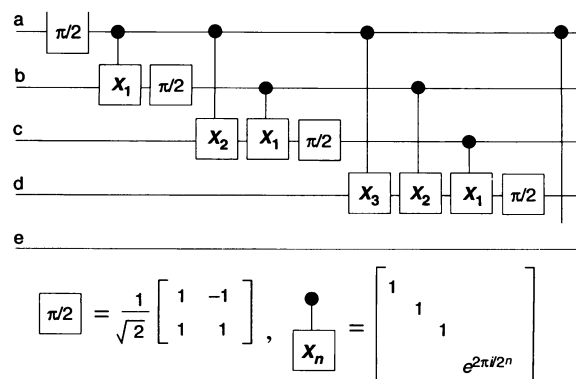 a
π/2
b
X₁ π/2
c
X₂ X₁ π/2
d
X₃ X₂ X₁ π/2
e
π/2 = 1/√2 [ 1 -1
1 1 ] , Xₙ = [ 1
1
1
e^{2πi/2ⁿ} ]